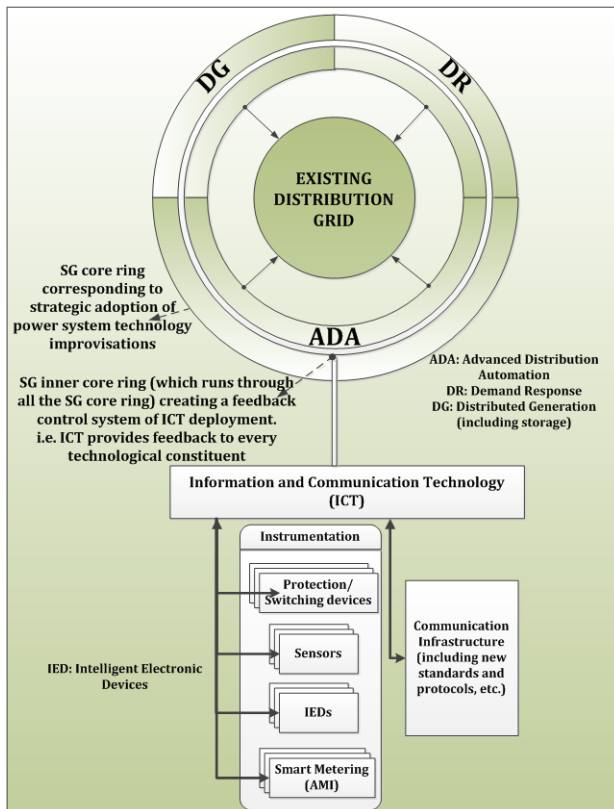 DG
DR
EXISTING
DISTRIBUTION
GRID
ADA
SG core ring
corresponding to
strategic adoption of
power system technology
improvisations
SG inner core ring (which runs through
all the SG core ring) creating a feedback
control system of ICT deployment.
i.e. ICT provides feedback to every
technological constituent
ADA: Advanced Distribution
Automation
DR: Demand Response
DG: Distributed Generation
(including storage)
Information and Communication Technology
(ICT)
Instrumentation
Protection/
Switching devices
Sensors
IEDs
Smart Metering
(AMI)
IED: Intelligent Electronic
Devices
Communication
Infrastructure
(including new
standards and
protocols, etc.)